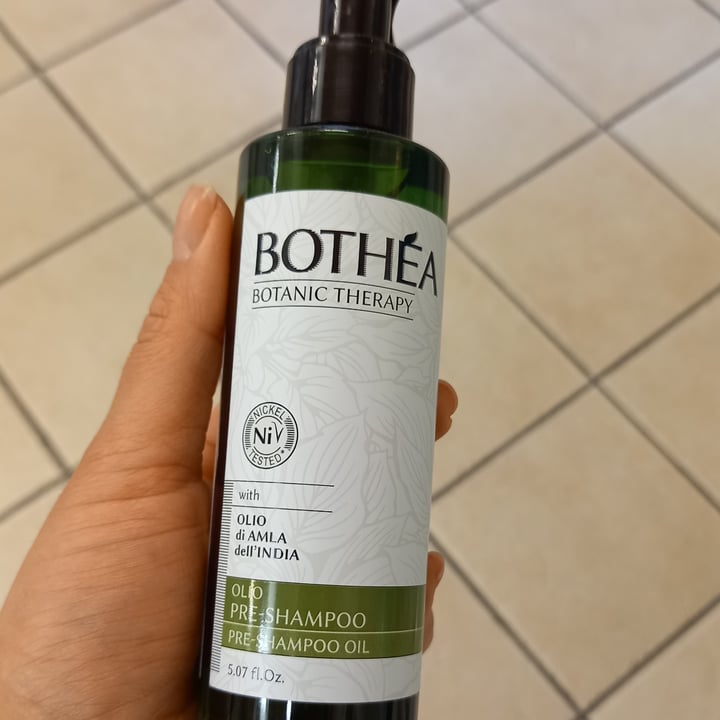 BOTHÉA
BOTANIC THERAPY
NICKEL
Ni
TESTED
with
OLIO
di AMLA
dell'INDIA
OLIO
PRE-SHAMPOO
PRE-SHAMPOO OIL
5.07 fl.Oz.